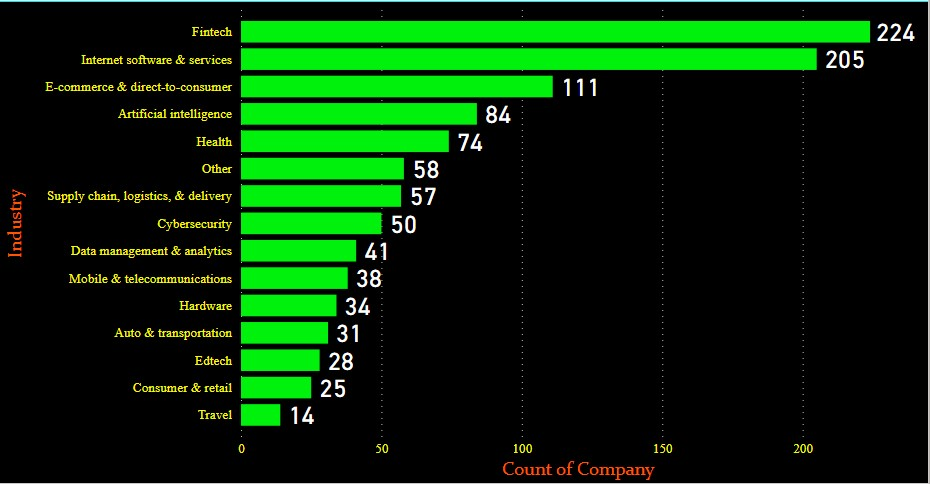 Fintech 224
Internet software & services 205
E-commerce & direct-to-consumer 111
Artificial intelligence 84
Health 74
Other 58
Supply chain, logistics, & delivery 57
Cybersecurity 50
Data management & analytics 41
Mobile & telecommunications 38
Hardware 34
Auto & transportation 31
Edtech 28
Consumer & retail 25
Travel 14
Industry
0 50 100 150 200
Count of Company